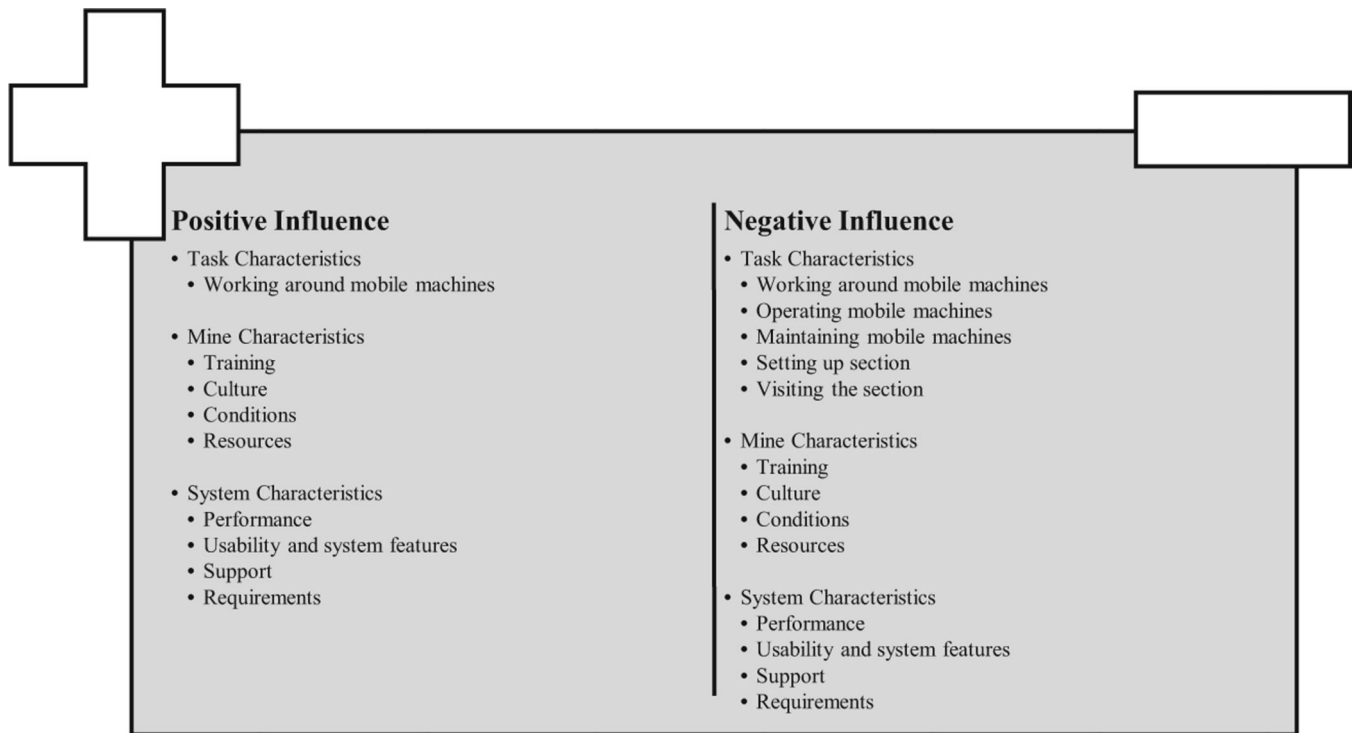 Positive Influence
• Task Characteristics
• Working around mobile machines
• Mine Characteristics
• Training
• Culture
• Conditions
• Resources
• System Characteristics
• Performance
• Usability and system features
• Support
• Requirements
Negative Influence
• Task Characteristics
• Working around mobile machines
• Operating mobile machines
• Maintaining mobile machines
• Setting up section
• Visiting the section
• Mine Characteristics
• Training
• Culture
• Conditions
• Resources
• System Characteristics
• Performance
• Usability and system features
• Support
• Requirements